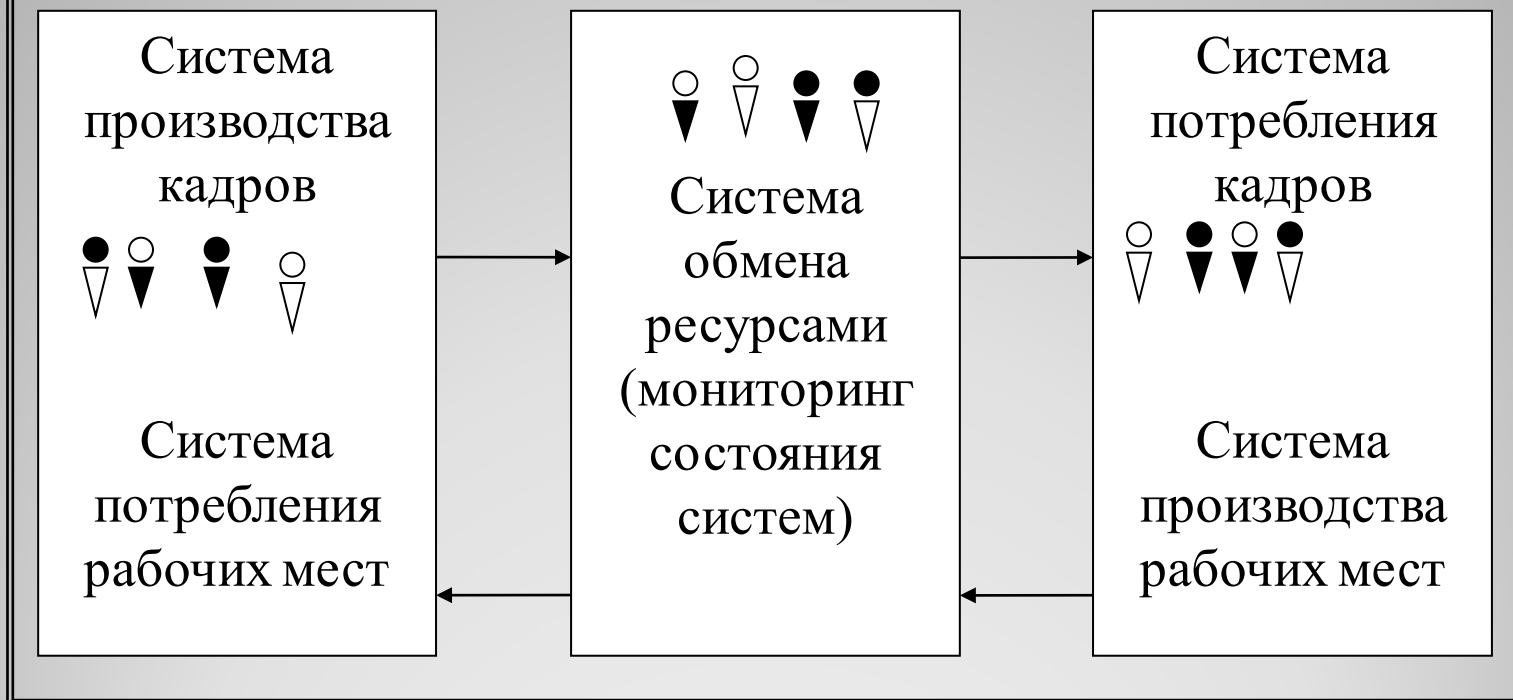 Система
производства
кадров
Система
потребления
рабочих мест
Система
обмена
ресурсами
(мониторинг
состояния
систем)
Система
потребления
кадров
Система
производства
рабочих мест